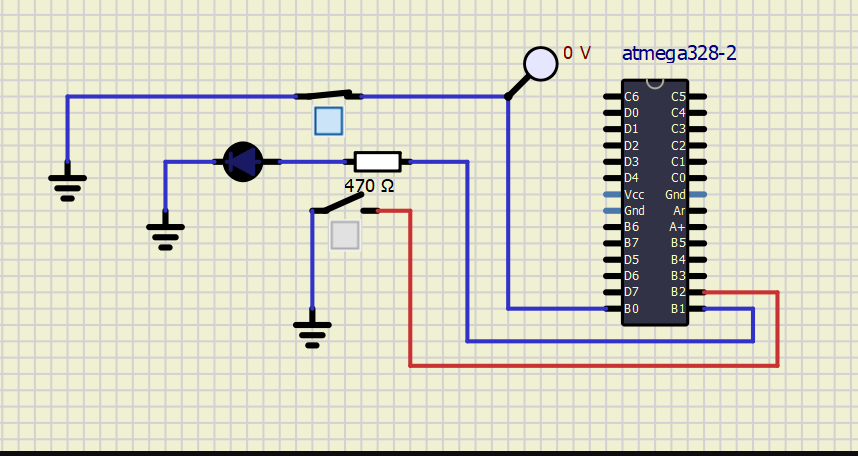 0 V
atmega328-2
470 Ω
C6 C5
D0 C4
D1 C3
D2 C2
D3 C1
D4 C0
Vcc Gnd
Gnd Ar
B6 A+
B7 B5
D5 B4
D6 B3
D7 B2
B0 B1